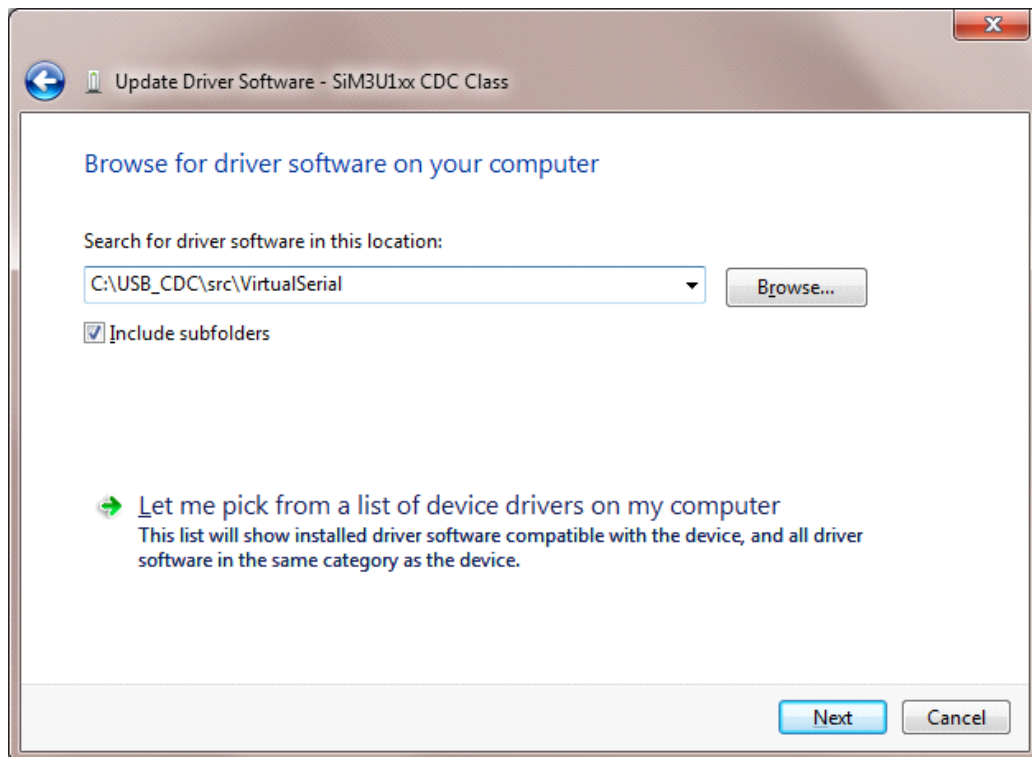 Update Driver Software - SiM3U1xx CDC Class
Browse for driver software on your computer
Search for driver software in this location:
C:\USB_CDC\src\VirtualSerial
Browse...
Include subfolders
Let me pick from a list of device drivers on my computer
This list will show installed driver software compatible with the device, and all driver
software in the same category as the device.
Next
Cancel